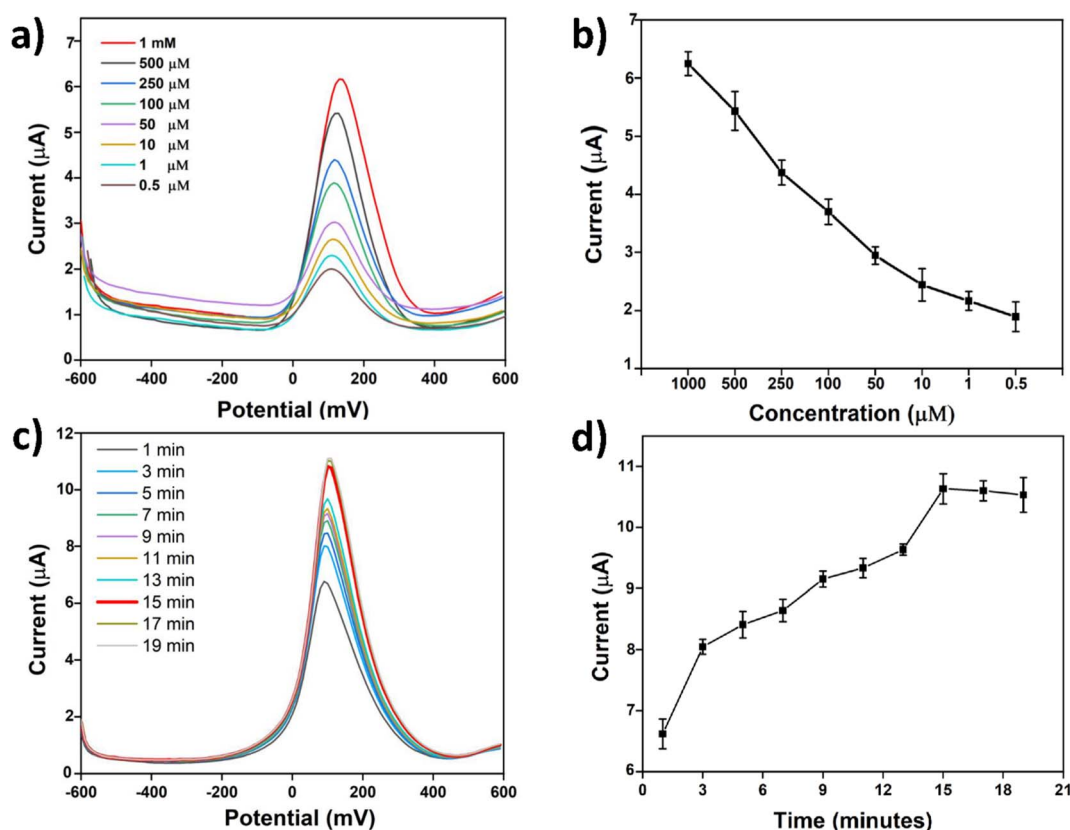 a)
Current (μA)
7
6
5
4
3
2
1
0
1 mM
500 μM
250 μM
100 μM
50 μM
10 μM
1 μM
0.5 μM
-600 -400 -200 0 200 400 600
Potential (mV)
b)
Current (μA)
7
6
5
4
3
2
1
1000 500 250 100 50 10 1 0.5
Concentration (μM)
c)
Current (μA)
12
10
8
6
4
2
0
1 min
3 min
5 min
7 min
9 min
11 min
13 min
15 min
17 min
19 min
-600 -400 -200 0 200 400 600
Potential (mV)
d)
Current (μA)
11
10
9
8
7
6
0 3 6 9 12 15 18 21
Time (minutes)